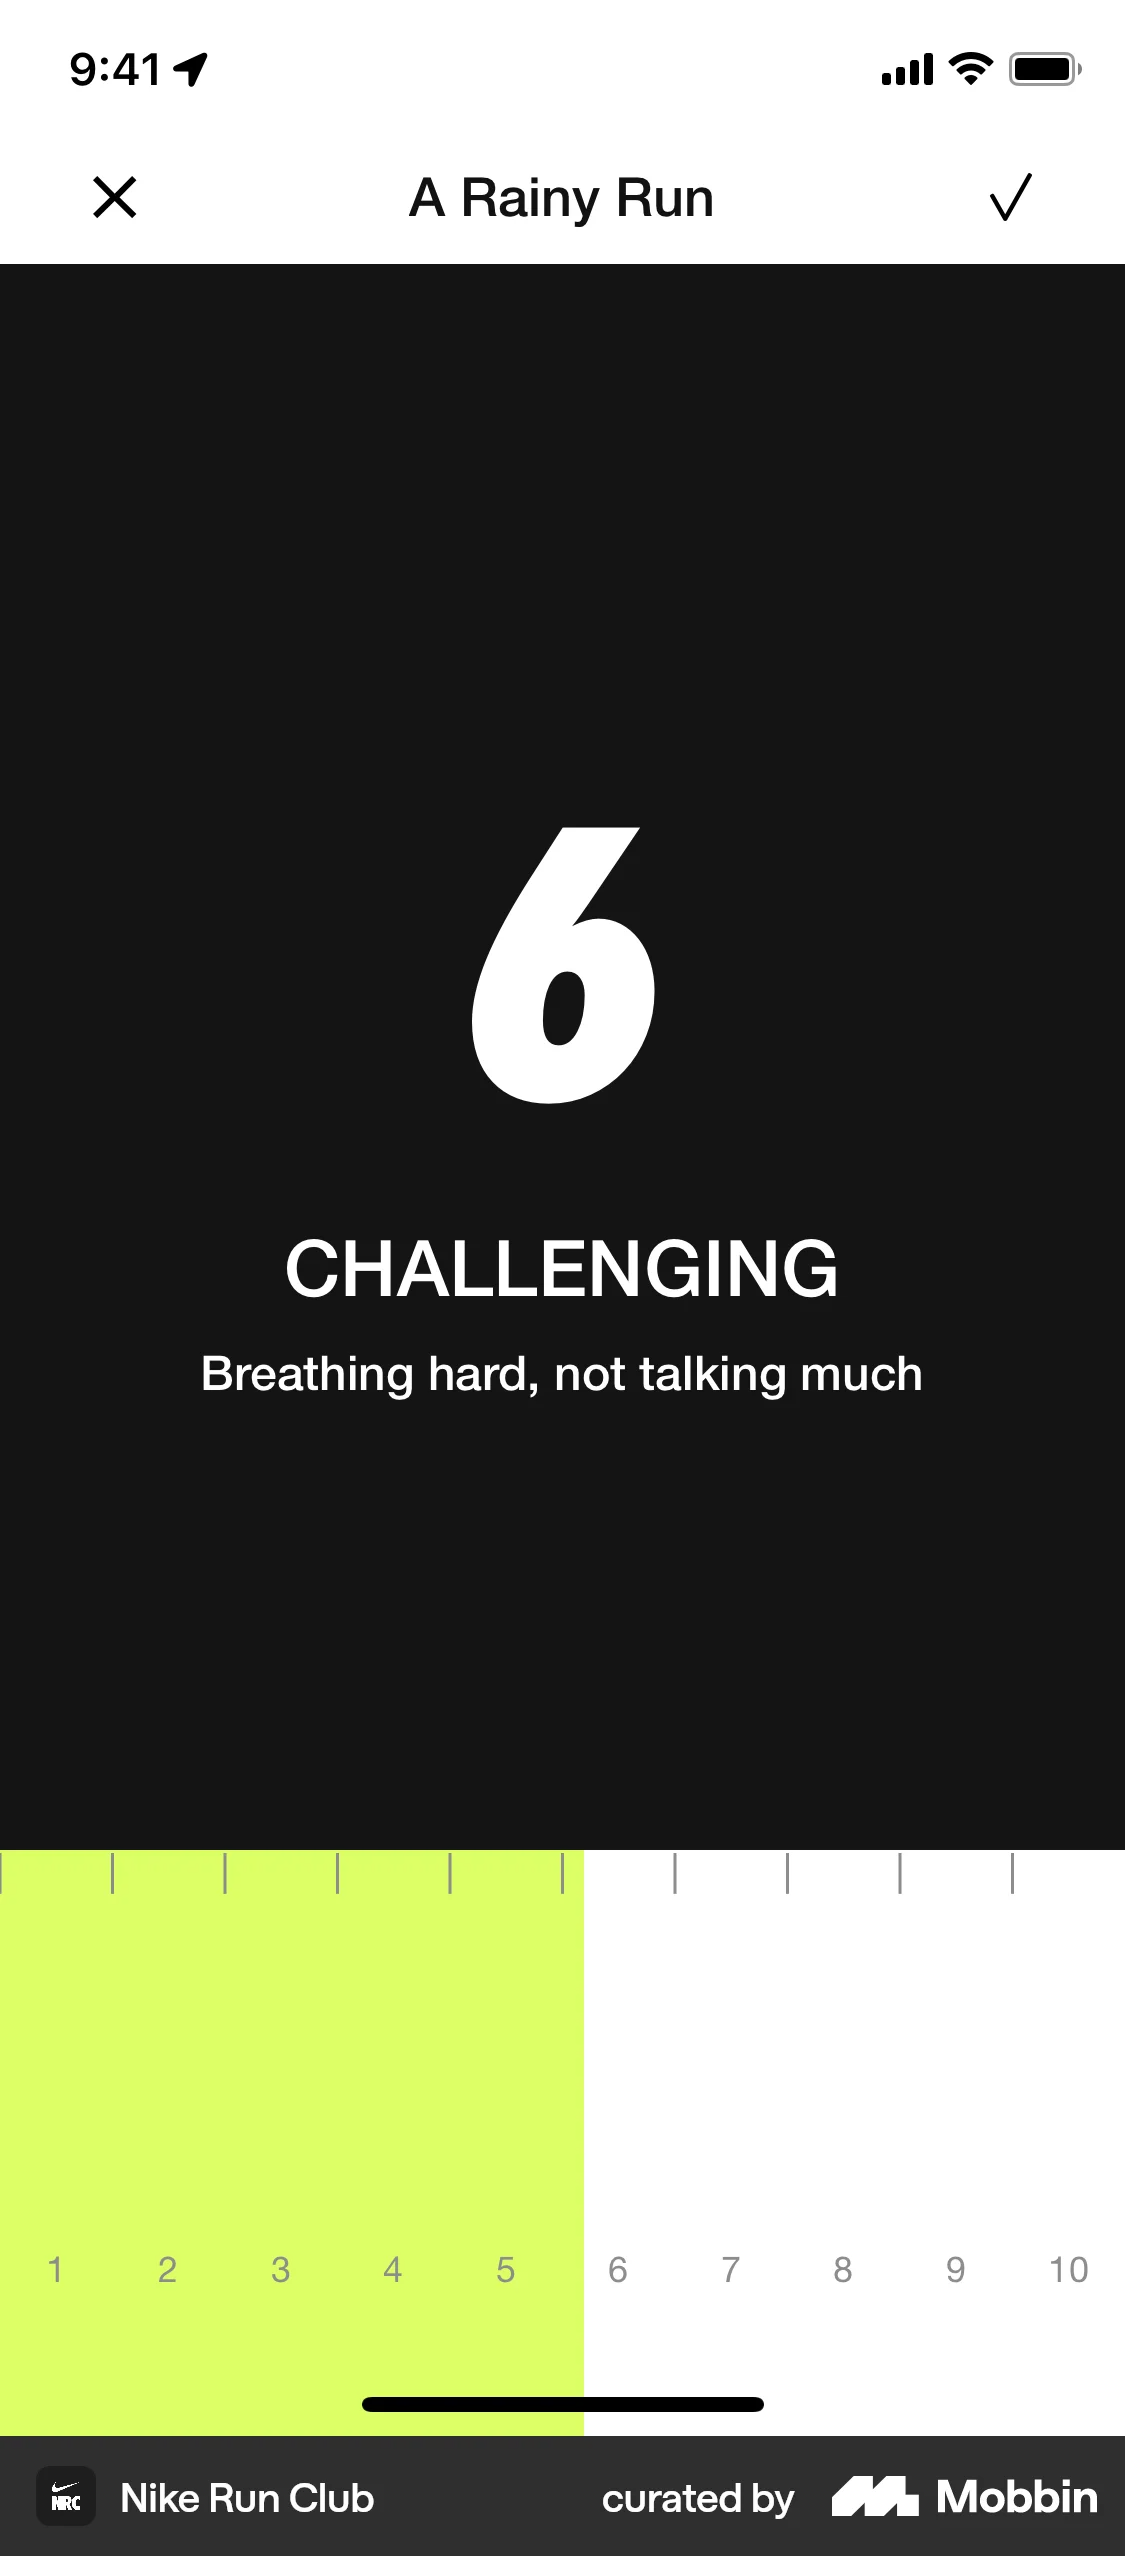 9:41
A Rainy Run
6
CHALLENGING
Breathing hard, not talking much
1 2 3 4 5 6 7 8 9 10
NRC Nike Run Club curated by Mobbin